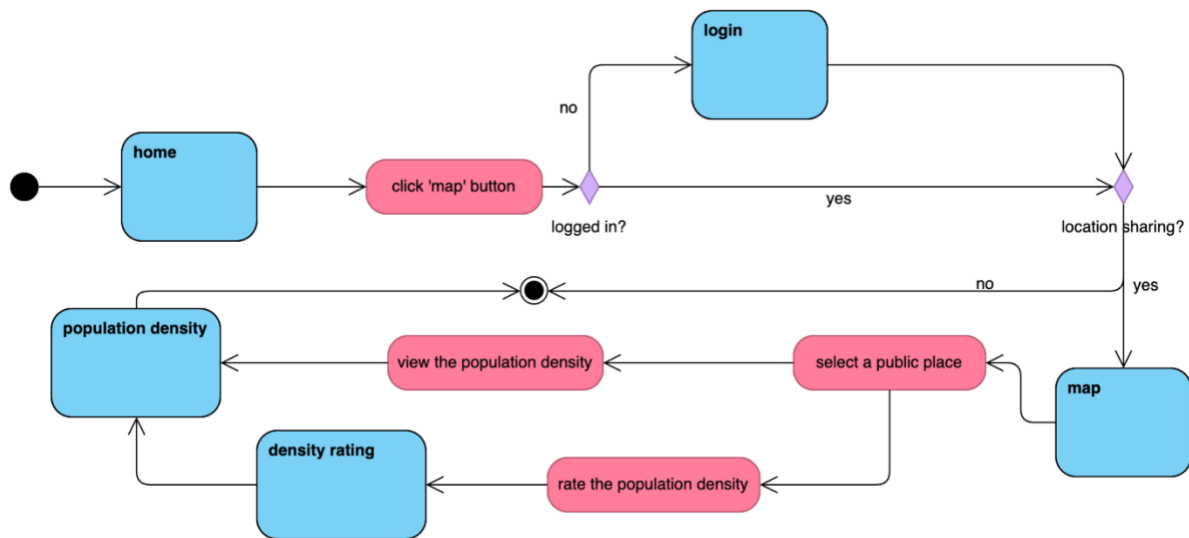 login
no
home
click 'map' button
yes
logged in?
location sharing?
no
yes
population density
view the population density
select a public place
map
density rating
rate the population density